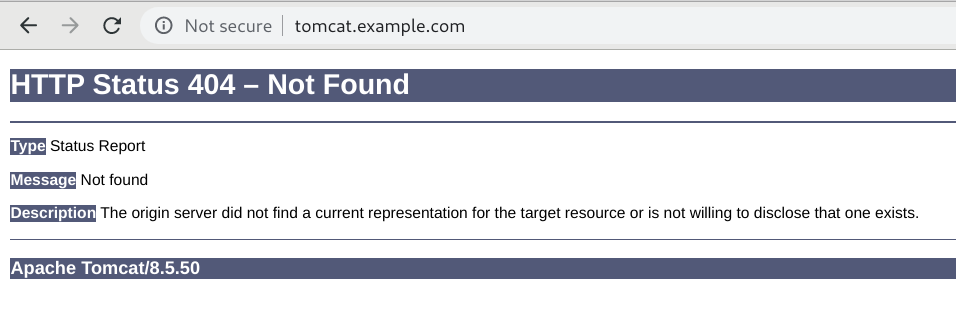 Not secure tomcat.example.com
HTTP Status 404 – Not Found
Type Status Report
Message Not found
Description The origin server did not find a current representation for the target resource or is not willing to disclose that one exists.
Apache Tomcat/8.5.50